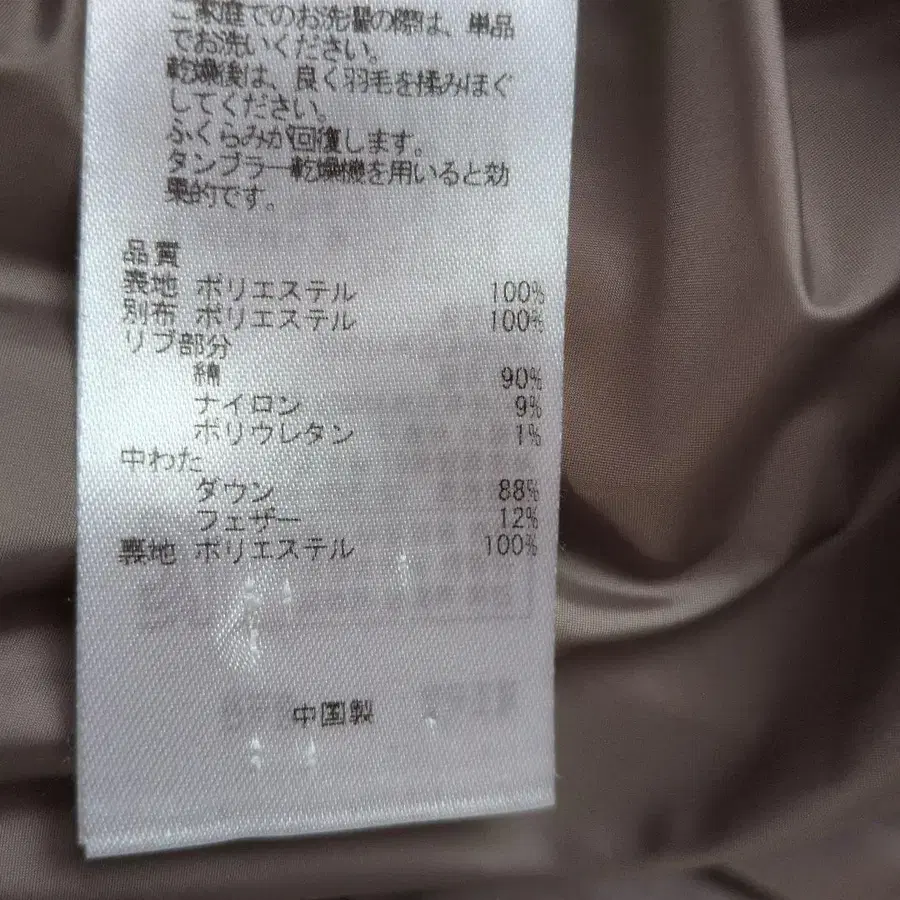 ご家庭でのお洗濯の際は、単品
でお洗いください。
乾燥後は、良く羽毛を揉みほぐ
してください。
ふくらみが回復します。
タンブラー乾燥機を用いると効
果的です。
品質
表地 ポリエステル 100%
別布 ポリエステル 100%
リブ部分
綿 90%
ナイロン 9%
ポリウレタン 1%
中わた
ダウン 88%
フェザー 12%
裏地 ポリエステル 100%
中国製